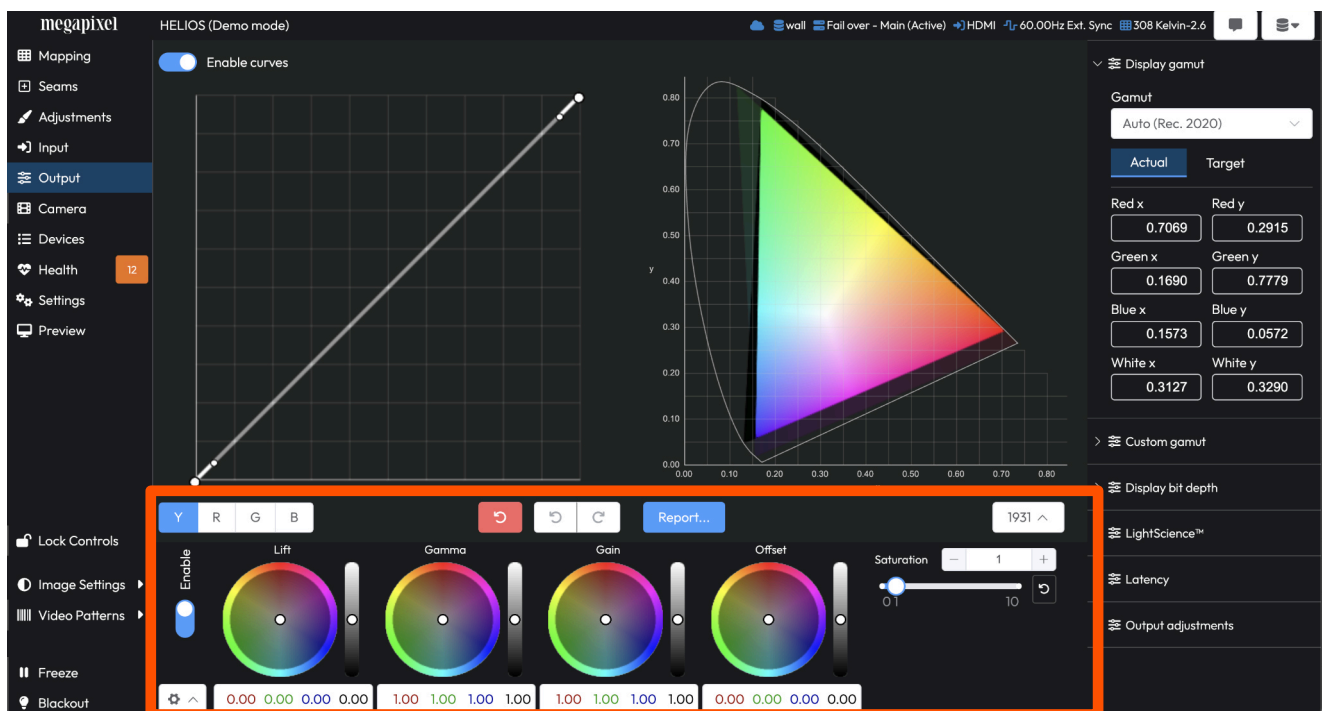 megapixel
HELIOS (Demo mode)
wall Fail over - Main (Active) HDMI 60.00Hz Ext. Sync 308 Kelvin-2.6
Mapping
Seams
Adjustments
Input
Output
Camera
Devices
Health 12
Settings
Preview
Lock Controls
Image Settings
Video Patterns
Freeze
Blackout
Enable curves
0.80
0.70
0.60
0.50
y
0.40
0.30
0.20
0.10
0.00
0.00 0.10 0.20 0.30 0.40 0.50 0.60 0.70 0.80
Display gamut
Gamut
Auto (Rec. 2020)
Actual Target
Red x Red y
0.7069 0.2915
Green x Green y
0.1690 0.7779
Blue x Blue y
0.1573 0.0572
White x White y
0.3127 0.3290
Custom gamut
Display bit depth
LightScience™
Latency
Output adjustments
Y R G B Report... 1931
Enable
Lift Gamma Gain Offset
Saturation 1
0 1 10
0.00 0.00 0.00 0.00 1.00 1.00 1.00 1.00 1.00 1.00 1.00 1.00 0.00 0.00 0.00 0.00